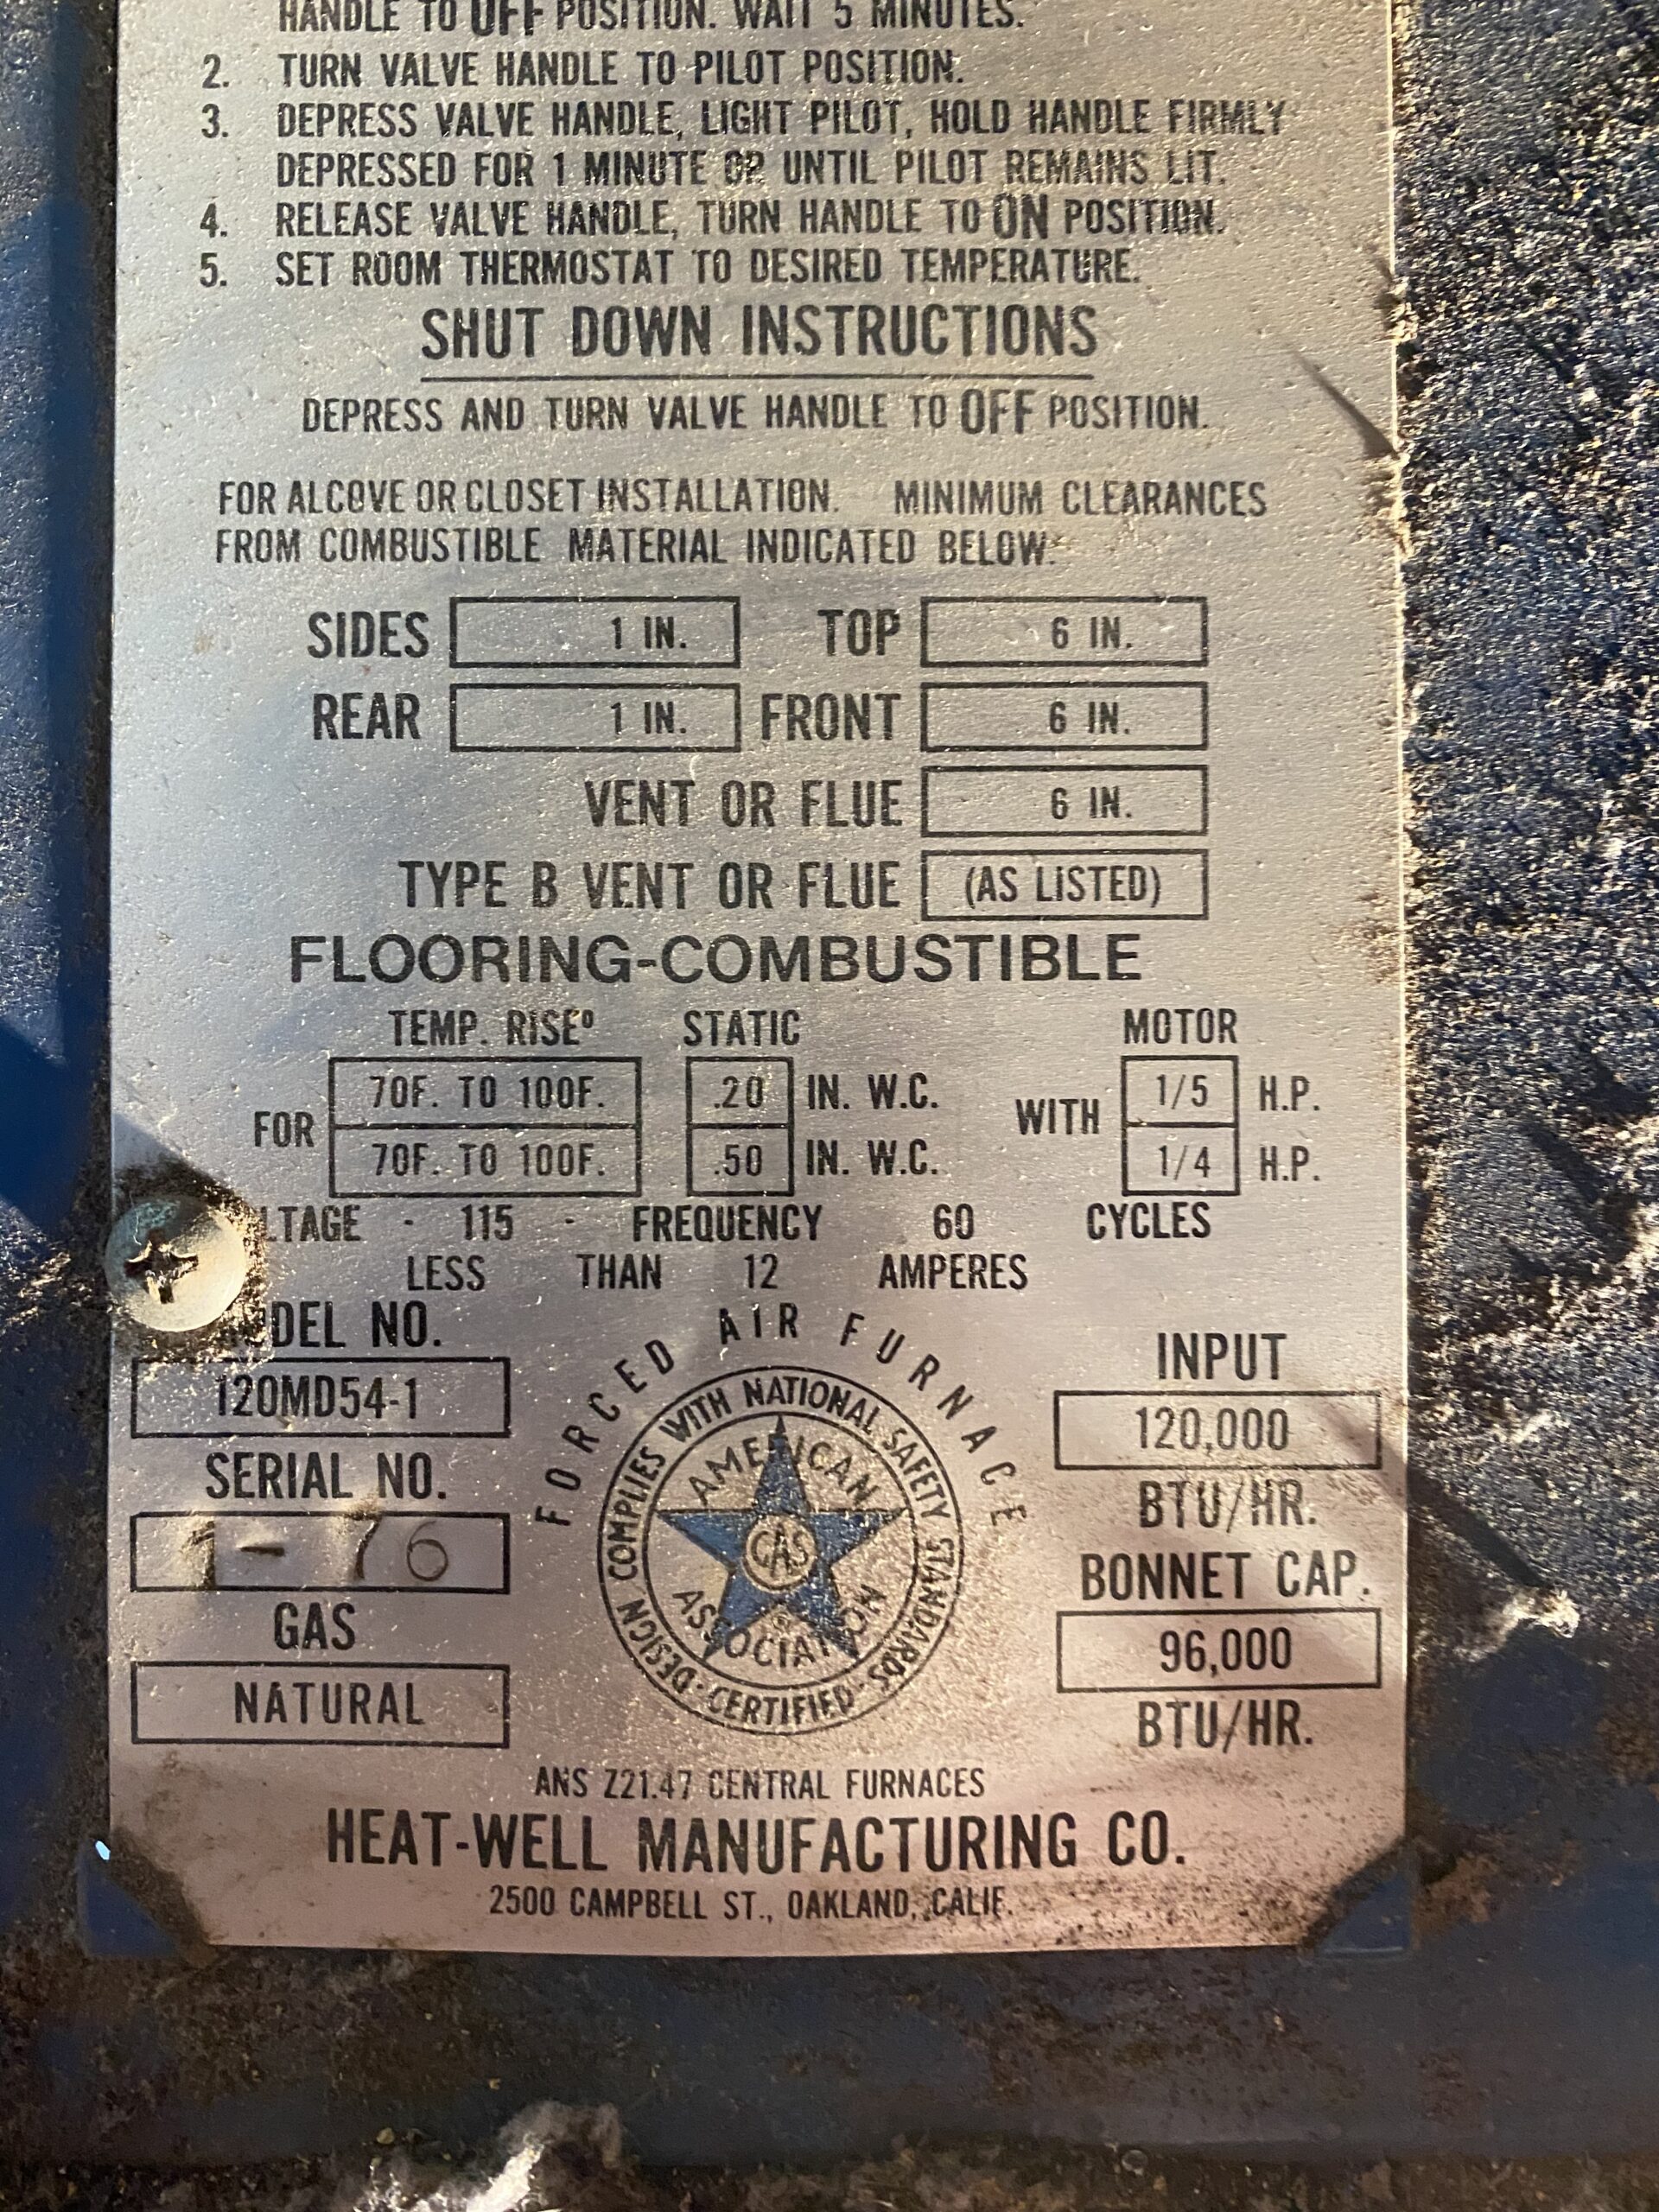 HANDLE TO OFF POSITION. WAIT 5 MINUTES.
2. TURN VALVE HANDLE TO PILOT POSITION.
3. DEPRESS VALVE HANDLE, LIGHT PILOT, HOLD HANDLE FIRMLY
DEPRESSED FOR 1 MINUTE OR UNTIL PILOT REMAINS LIT.
4. RELEASE VALVE HANDLE, TURN HANDLE TO ON POSITION.
5. SET ROOM THERMOSTAT TO DESIRED TEMPERATURE.
SHUT DOWN INSTRUCTIONS
DEPRESS AND TURN VALVE HANDLE TO OFF POSITION.
FOR ALCOVE OR CLOSET INSTALLATION. MINIMUM CLEARANCES
FROM COMBUSTIBLE MATERIAL INDICATED BELOW.
SIDES 1 IN. TOP 6 IN.
REAR 1 IN. FRONT 6 IN.
VENT OR FLUE 6 IN.
TYPE B VENT OR FLUE (AS LISTED)
FLOORING-COMBUSTIBLE
TEMP. RISE° STATIC MOTOR
FOR 70F. TO 100F. .20 IN. W.C. WITH 1/5 H.P.
70F. TO 100F. .50 IN. W.C. 1/4 H.P.
LTAGE - 115 - FREQUENCY 60 CYCLES
LESS THAN 12 AMPERES
DEL NO.
120MD54-1
SERIAL NO.
1-76
GAS
NATURAL
FORCED AIR FURNACE
DESIGN COMPLIES WITH NATIONAL SAFETY STANDARDS
· CERTIFIED ·
AMERICAN
GAS
ASSOCIATION
INPUT
120,000
BTU/HR.
BONNET CAP.
96,000
BTU/HR.
ANS Z21.47 CENTRAL FURNACES
HEAT-WELL MANUFACTURING CO.
2500 CAMPBELL ST., OAKLAND, CALIF.